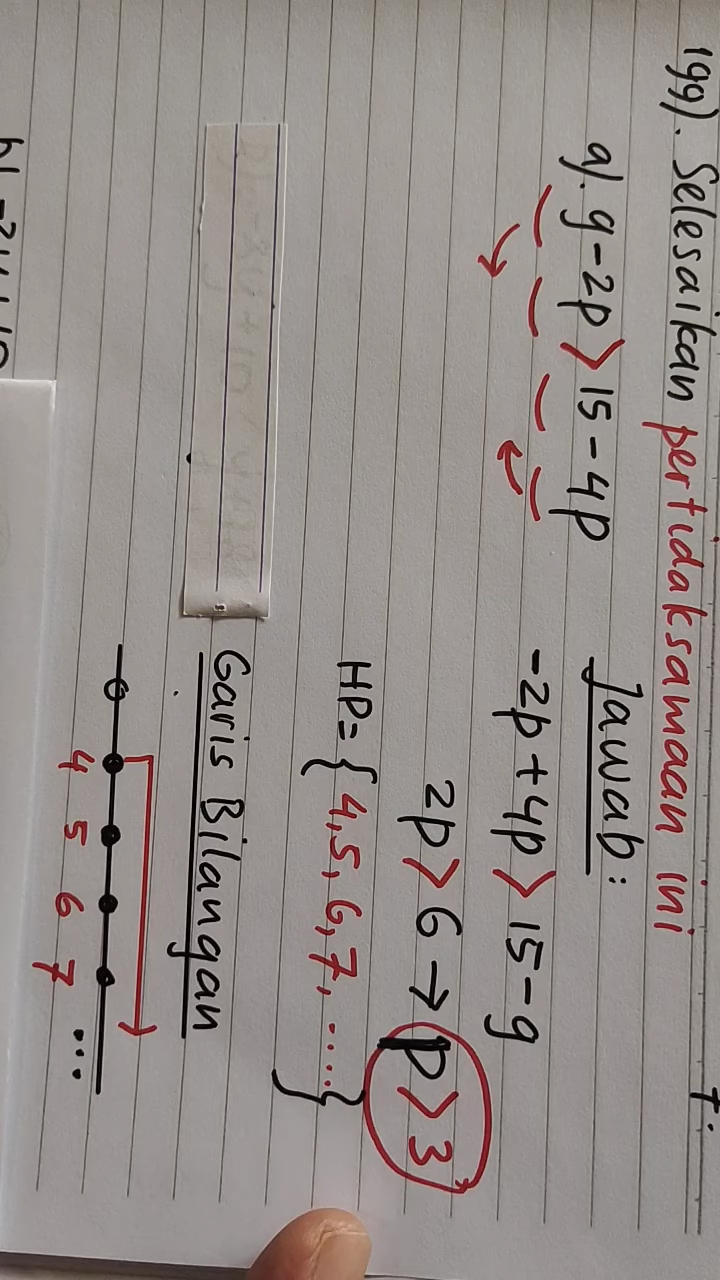 199). Selesaikan pertidaksamaan ini
a). 9-2p > 15-4p
Jawab:
-2p+4p > 15-9
2p > 6 → p > 3
HP= {4,5,6,7,.....}
Garis Bilangan
4 5 6 7 ...